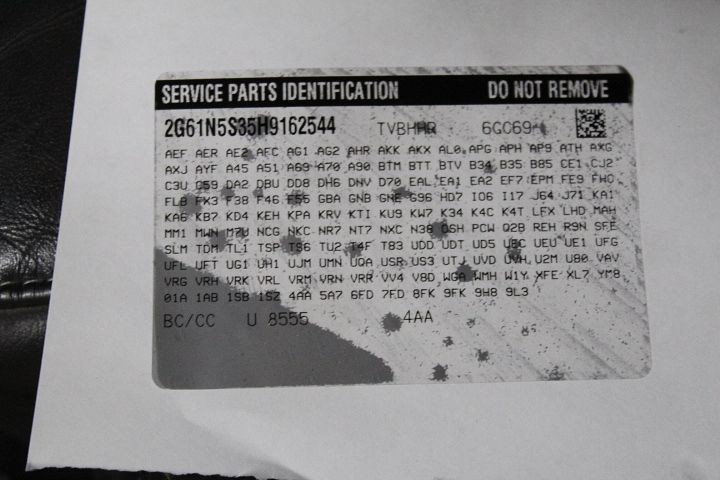 SERVICE PARTS IDENTIFICATION DO NOT REMOVE
2G61N5S35H9162544 TVBHHR 6GC69
AEF AER AE2 AFC AG1 AG2 AHR AKK AKX AL0 APG APH AP9 ATH AXG
AXJ AYF A45 A51 A69 A70 A90 BTM BTT BTV B34 B35 B85 CE1 CJ2
C3U C59 DA2 DBU DD8 DH6 DNV D70 EAL EA1 EA2 EF7 EPM FE9 FHO
FLB FX3 F38 F46 F55 GBA GNB GNE G96 HD7 IO6 I17 J64 J71 KA1
KA6 KB7 KD4 KEH KPA KRV KTI KU9 KW7 K34 K4C K4T LFX LHD MAH
MM1 MWN M7U NCG NKC NR7 NT7 NXC N38 OSH PCW Q2B REH R9N SFE
SLM TDM TL1 TSP TS6 TU2 T4F T83 UDD UDT UD5 UEC UEU UE1 UFG
UFL UFT UG1 UH1 UJM UMN UQA USR US3 UTJ UVD UVH U2M U80 VAV
VRG VRH VRK VRL VRM VRN VRR VV4 V8D WGA WMH W1Y XFE XL7 YM8
01A 1AB 1SB 1SZ 4AA 5A7 6FD 7ED 8FK 9FK 9H8 9L3
BC/CC U 8555 4AA